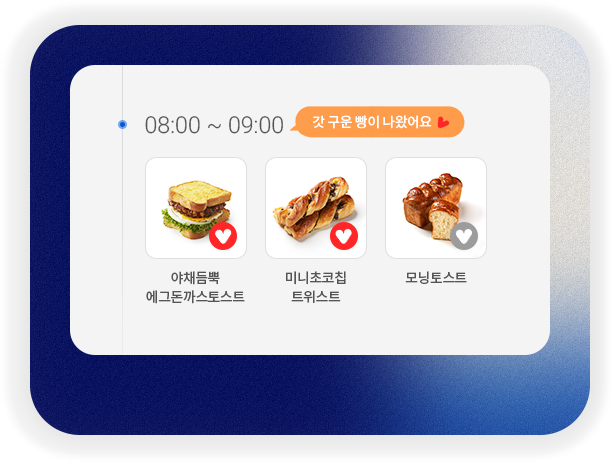 08:00 ~ 09:00
갓 구운 빵이 나왔어요
야채듬뿍
에그돈까스토스트
미니초코칩
트위스트
모닝토스트